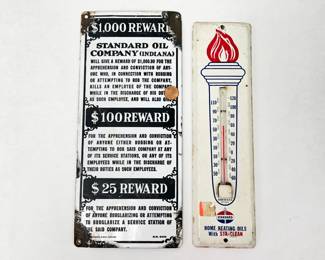 $1,000 REWARD
STANDARD OIL
COMPANY (INDIANA)
WILL GIVE A REWARD OF $1,000.00 FOR THE
APPREHENSION AND CONVICTION OF ANY-
ONE WHO, IN CONNECTION WITH ROBBING
OR ATTEMPTING TO ROB THE COMPANY,
KILLS AN EMPLOYEE OF THE COMPANY
WHILE IN THE DISCHARGE OF HIS DUTIES
AS SUCH EMPLOYEE, AND WILL ALSO GIVE
$100 REWARD
FOR THE APPREHENSION AND CONVICTION
OF ANYONE EITHER ROBBING OR AT-
TEMPTING TO ROB SAID COMPANY AT ANY
OF ITS SERVICE STATIONS, OR ANY OF ITS
EMPLOYEES WHILE IN THE DISCHARGE OF
THEIR DUTIES AS SUCH EMPLOYEES.
$25 REWARD
FOR THE APPREHENSION AND CONVICTION
OF ANYONE BURGLARIZING OR ATTEMPTING
TO BURGLARIZE A SERVICE STATION OF
THE SAID COMPANY.
STANDARD
HOME HEATING OILS
With STA-CLEAN